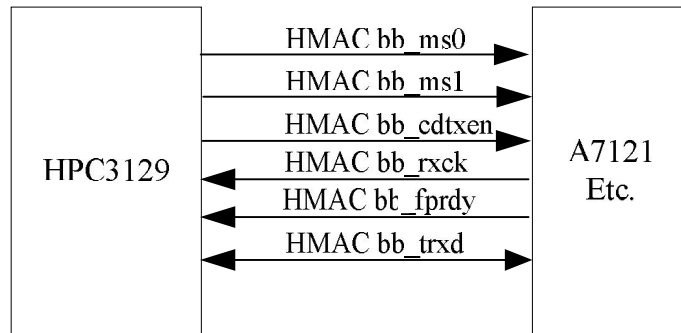 HMAC bb_ms0
HMAC bb_ms1
HMAC bb_cdtxen
HPC3129
HMAC bb_rxck
A7121
Etc.
HMAC bb_fprdy
HMAC bb_trxd